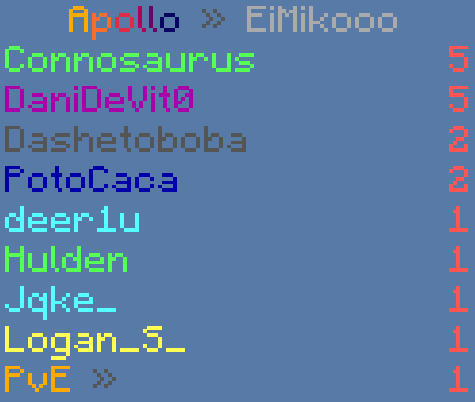 Apollo » EiMikooo
Connosaurus 5
DaniDeVit0 5
Dashetoboba 2
PotoCaca 2
deer1u 1
Hulden 1
Jqke_ 1
Logan_S_ 1
PvE » 1